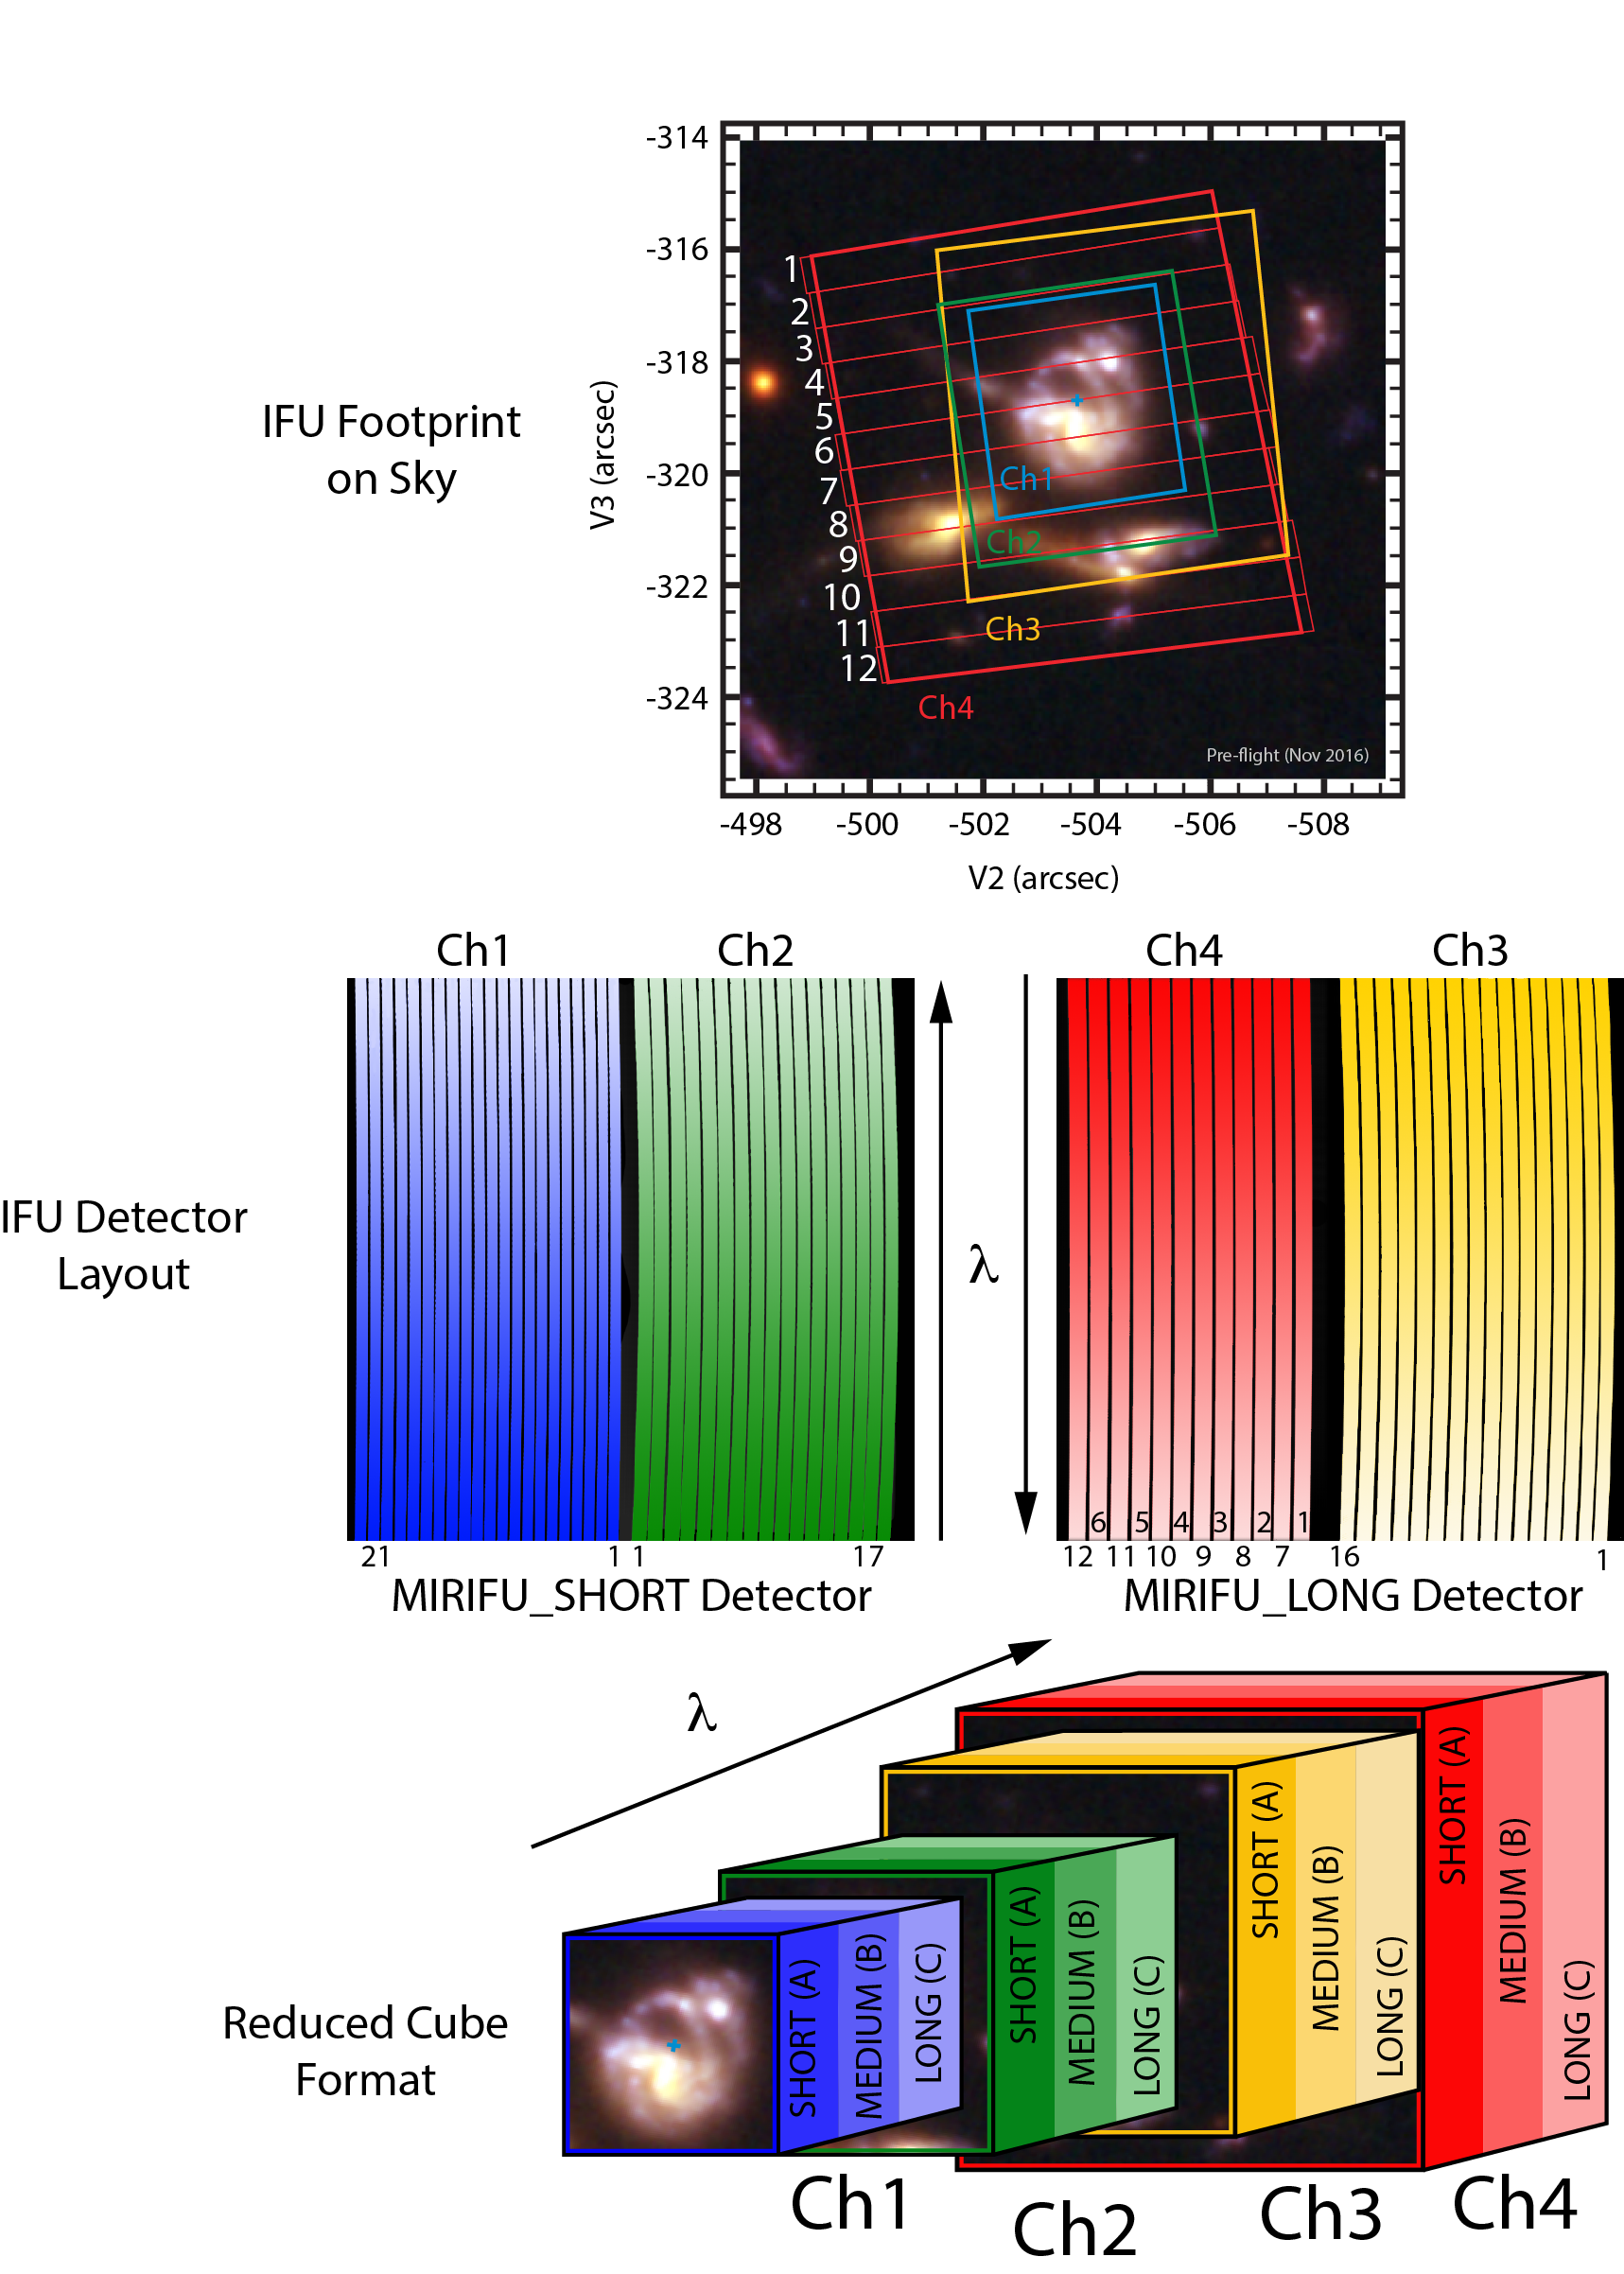 -314
-316
-318
-320
-322
-324
V3 (arcsec)
IFU Footprint
on Sky
1
2
3
4
5
6
7
8
9
10
11
12
Ch1
Ch2
Ch3
Ch4
Pre-flight (Nov 2016)
-498 -500 -502 -504 -506 -508
V2 (arcsec)
Ch1 Ch2 Ch4 Ch3
IFU Detector
Layout
λ
6 5 4 3 2 1
21 1 1 17 12 11 10 9 8 7 16 1
MIRIFU_SHORT Detector MIRIFU_LONG Detector
λ
Reduced Cube
Format
SHORT (A) MEDIUM (B) LONG (C)
SHORT (A) MEDIUM (B) LONG (C)
SHORT (A) MEDIUM (B) LONG (C)
SHORT (A) MEDIUM (B) LONG (C)
Ch1 Ch2 Ch3 Ch4